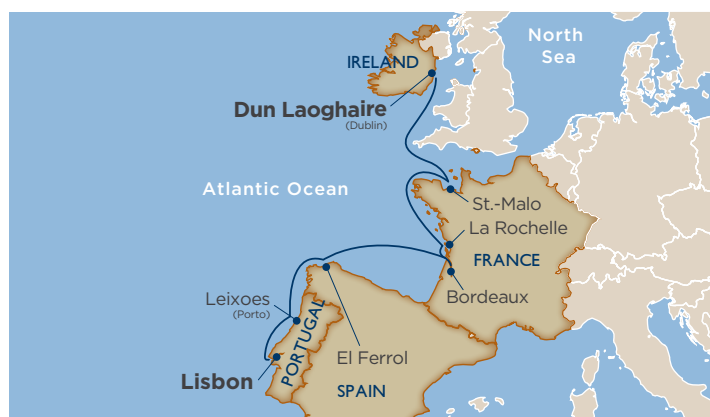 North
Sea
IRELAND
Dun Laoghaire
(Dublin)
Atlantic Ocean
St.-Malo
La Rochelle
FRANCE
Bordeaux
Leixoes
(Porto)
PORTUGAL
El Ferrol
Lisbon
SPAIN